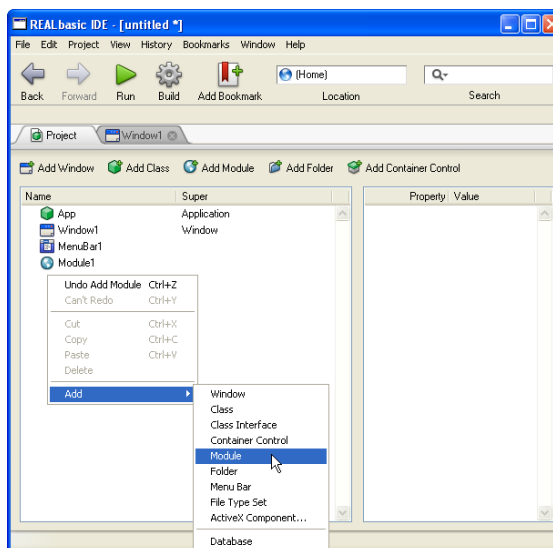 REALbasic IDE - [untitled *]
File Edit Project View History Bookmarks Window Help
(Home)
Back Forward Run Build Add Bookmark Location Search
Project Window1
Add Window Add Class Add Module Add Folder Add Container Control
Name Super Property Value
App Application
Window1 Window
MenuBar1
Module1
Undo Add Module Ctrl+Z
Can't Redo Ctrl+Y
Cut Ctrl+X
Copy Ctrl+C
Paste Ctrl+V
Delete
Add
Window
Class
Class Interface
Container Control
Module
Folder
Menu Bar
File Type Set
ActiveX Component...
Database